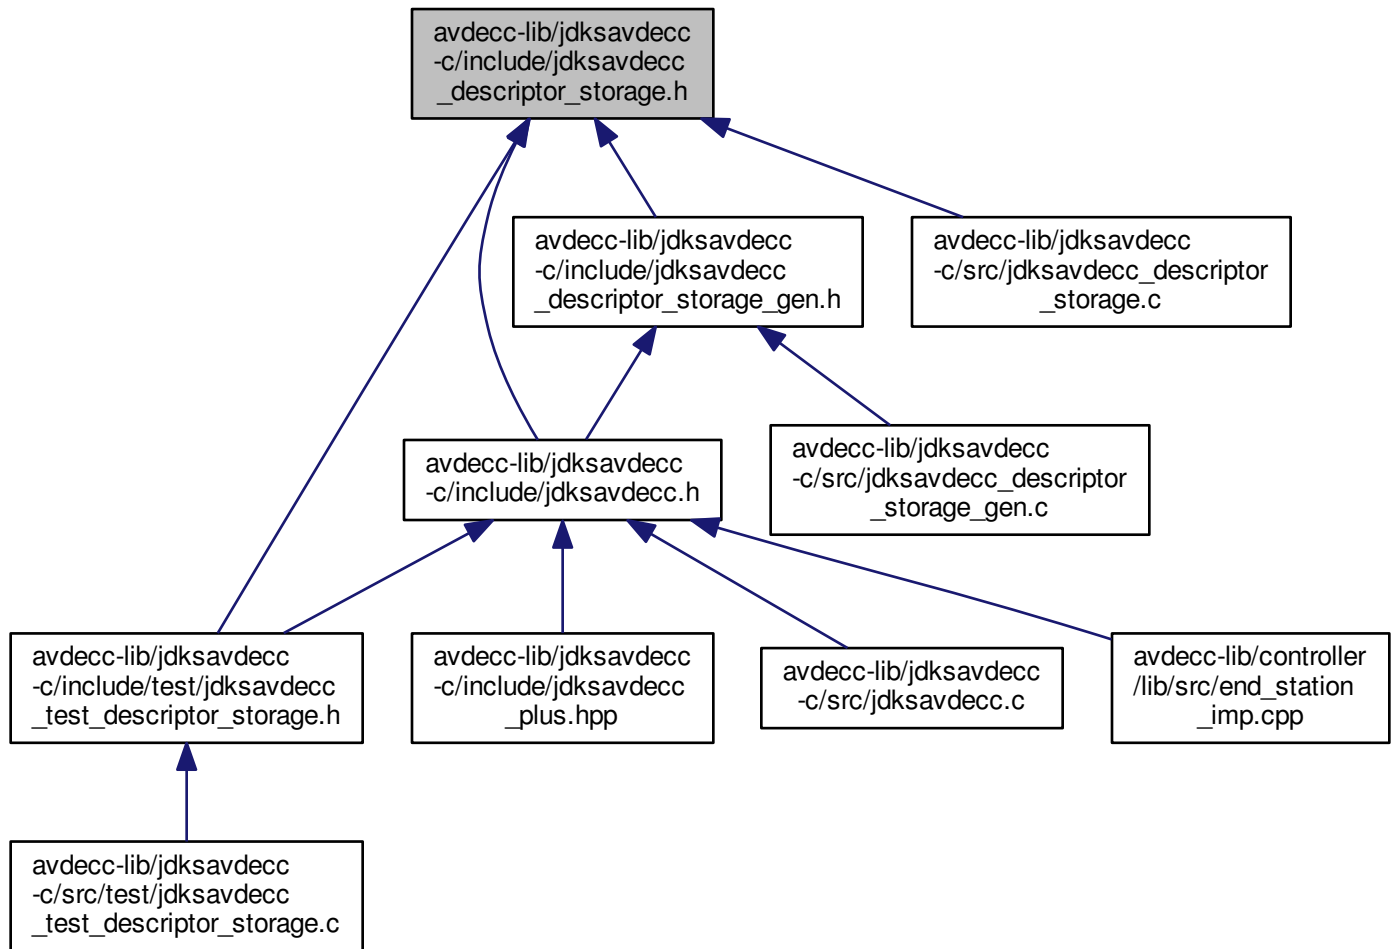 avdecc-lib/jdksavdecc
-c/include/jdksavdecc
_descriptor_storage.h
avdecc-lib/jdksavdecc
-c/include/jdksavdecc
_descriptor_storage_gen.h
avdecc-lib/jdksavdecc
-c/src/jdksavdecc_descriptor
_storage.c
avdecc-lib/jdksavdecc
-c/include/jdksavdecc.h
avdecc-lib/jdksavdecc
-c/src/jdksavdecc_descriptor
_storage_gen.c
avdecc-lib/jdksavdecc
-c/include/test/jdksavdecc
_test_descriptor_storage.h
avdecc-lib/jdksavdecc
-c/include/jdksavdecc
_plus.hpp
avdecc-lib/jdksavdecc
-c/src/jdksavdecc.c
avdecc-lib/controller
/lib/src/end_station
_imp.cpp
avdecc-lib/jdksavdecc
-c/src/test/jdksavdecc
_test_descriptor_storage.c